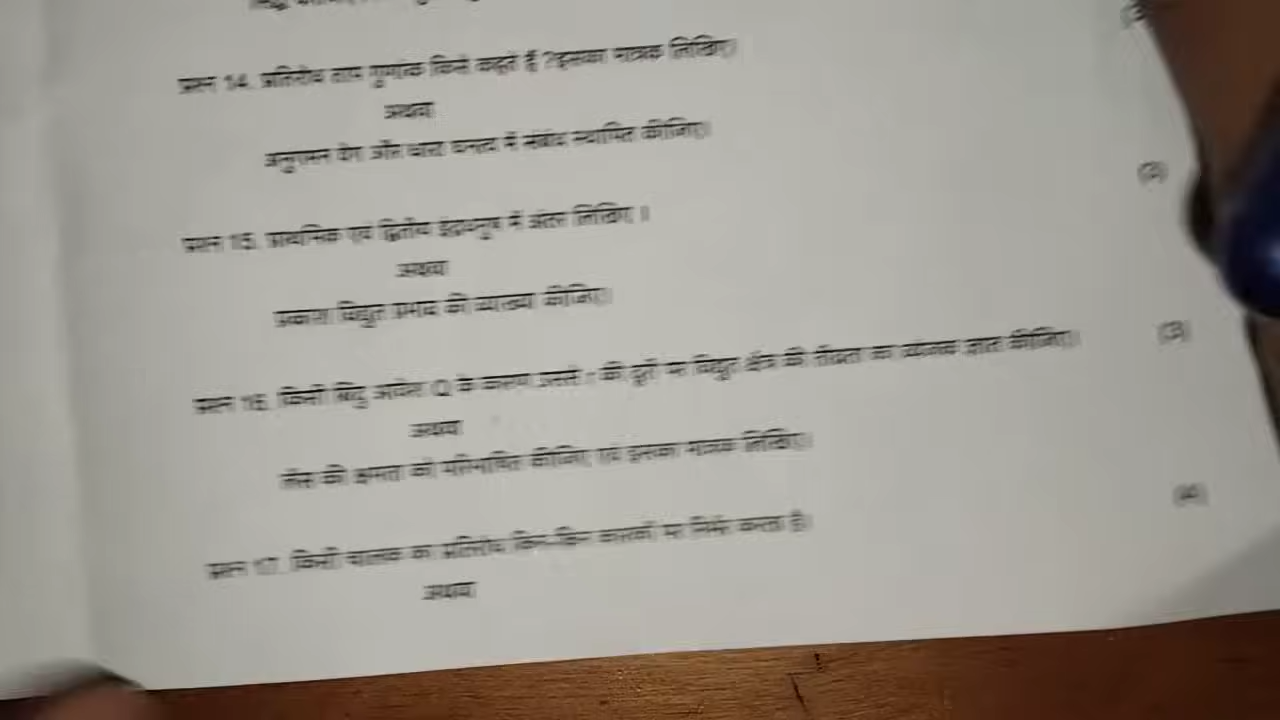 प्रश्न 14. प्रतिरोध ताप गुणांक किसे कहते हैं ?इसका मात्रक लिखिए।
अथवा
अनुगमन वेग और धारा घनत्व में संबंध स्थापित कीजिए।
(2)
प्रश्न 15. प्राथमिक एवं द्वितीय इंद्रधनुष में अंतर लिखिए ।
अथवा
प्रकाश विद्युत प्रभाव की व्याख्या कीजिए।
(3)
प्रश्न 16. किसी बिंदु आवेश Q के कारण उससे r की दूरी पर विद्युत क्षेत्र की तीव्रता का व्यंजक ज्ञात कीजिए।
अथवा
लेंस की क्षमता को परिभाषित कीजिए एवं इसका मात्रक लिखिए।
(4)
प्रश्न 17. किसी चालक का प्रतिरोध किन-किन कारकों पर निर्भर करता है।
अथवा